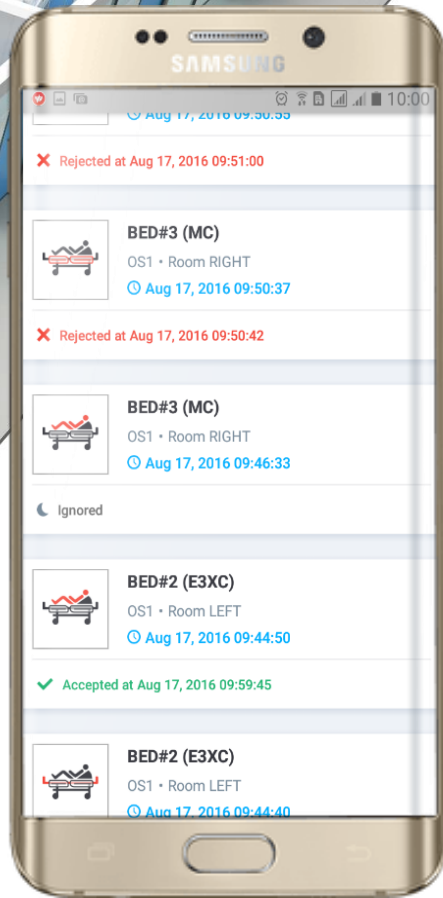 SAMSUNG
10:00
Aug 17, 2016 09:50:55
Rejected at Aug 17, 2016 09:51:00
BED#3 (MC)
OS1 • Room RIGHT
Aug 17, 2016 09:50:37
Rejected at Aug 17, 2016 09:50:42
BED#3 (MC)
OS1 • Room RIGHT
Aug 17, 2016 09:46:33
Ignored
BED#2 (E3XC)
OS1 • Room LEFT
Aug 17, 2016 09:44:50
Accepted at Aug 17, 2016 09:59:45
BED#2 (E3XC)
OS1 • Room LEFT
Aug 17, 2016 09:44:40